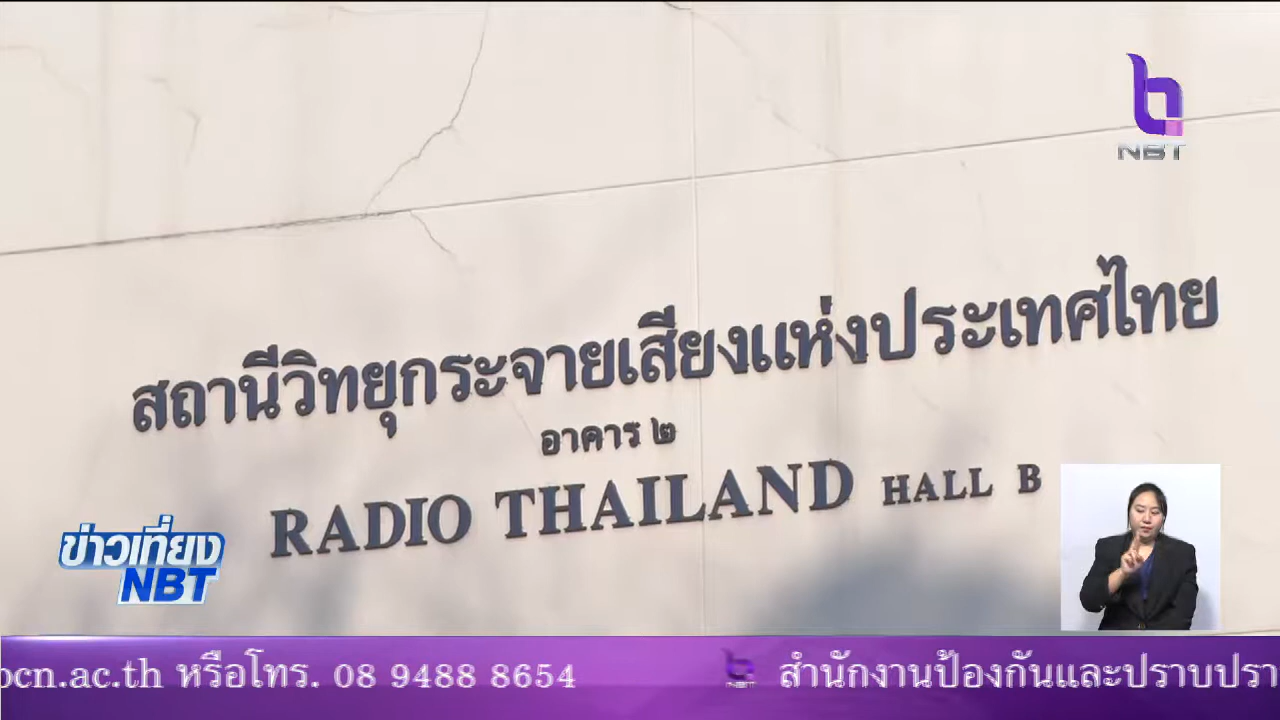 NBT
สถานีวิทยุกระจายเสียงแห่งประเทศไทย
อาคาร ๒
RADIO THAILAND HALL B
ข่าวเที่ยง
NBT
ocn.ac.th หรือโทร. 08 9488 8654 สำนักงานป้องกันและปราบปรา